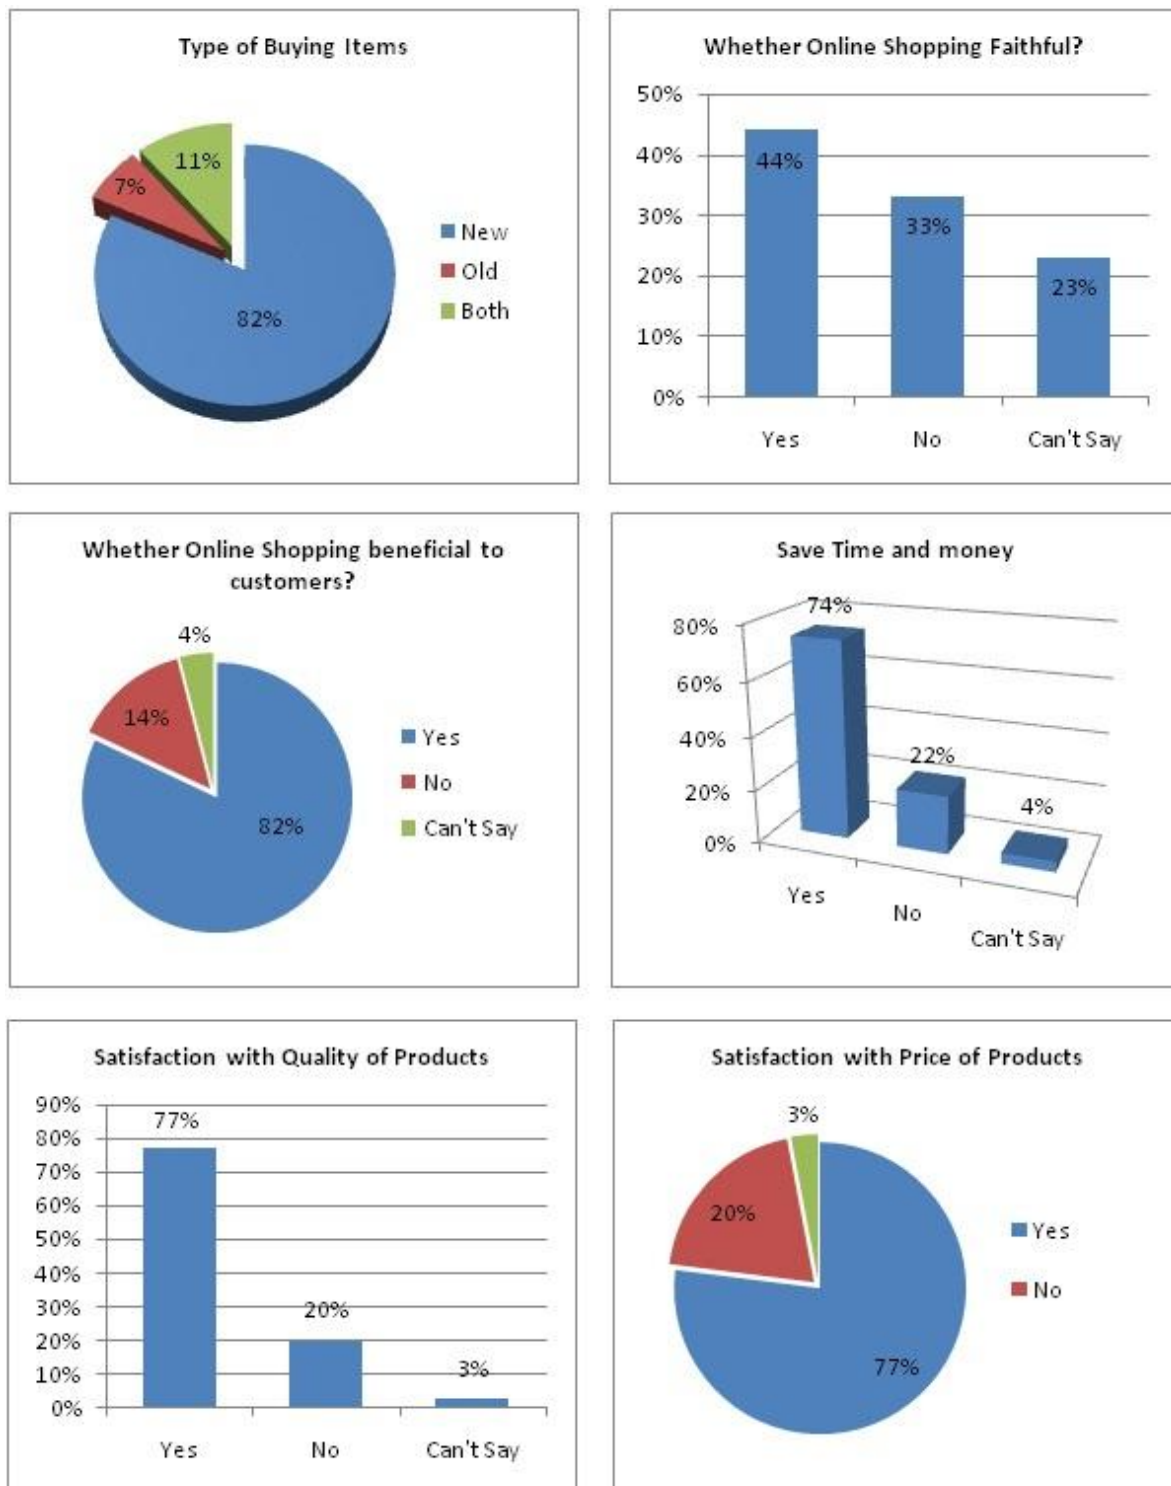 Type of Buying Items
11%
7%
82%
New
Old
Both
Whether Online Shopping Faithful?
50%
40%
30%
20%
10%
0%
44%
33%
23%
Yes
No
Can't Say
Whether Online Shopping beneficial to
customers?
4%
14%
82%
Yes
No
Can't Say
Save Time and money
80%
60%
40%
20%
0%
74%
22%
4%
Yes
No
Can't Say
Satisfaction with Quality of Products
90%
80%
70%
60%
50%
40%
30%
20%
10%
0%
77%
20%
3%
Yes
No
Can't Say
Satisfaction with Price of Products
3%
20%
77%
Yes
No